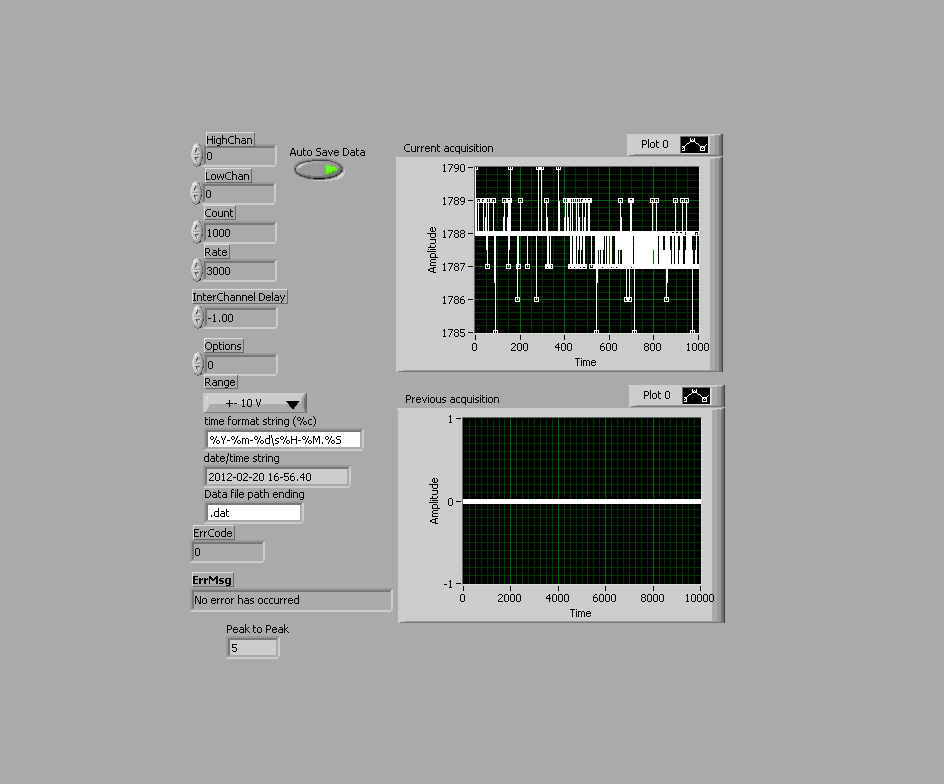 HighChan
0
Auto Save Data
LowChan
0
Count
1000
Rate
3000
InterChannel Delay
-1.00
Options
0
Range
+- 10 V
time format string (%c)
%Y-%m-%d\s%H-%M.%S
date/time string
2012-02-20 16-56.40
Data file path ending
.dat
ErrCode
0
ErrMsg
No error has occurred
Peak to Peak
5
Current acquisition
Plot 0
1790
1789
1788
1787
1786
1785
Amplitude
0 200 400 600 800 1000
Time
Previous acquisition
Plot 0
1
0
-1
Amplitude
0 2000 4000 6000 8000 10000
Time